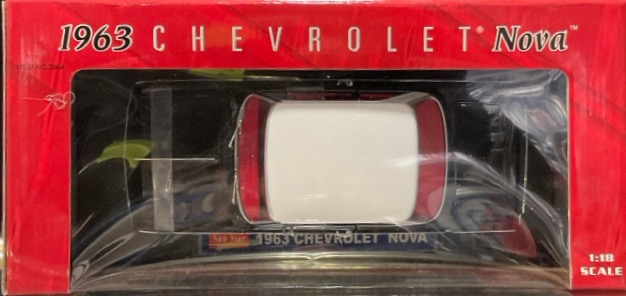 1963 CHEVROLET® Nova™
1963 CHEVROLET NOVA
1:18
SCALE